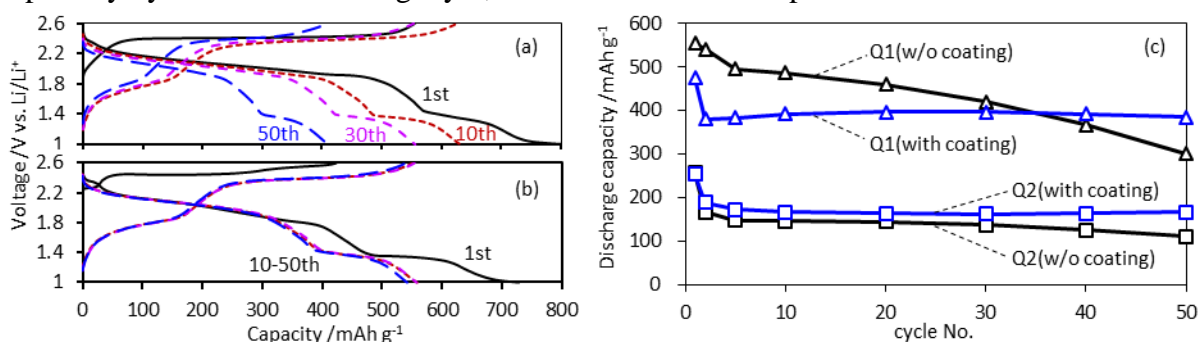 2.6
2.2
1.8
1.4
1
(a)
1st
50th
30th
10th
2.6
2.2
1.8
1.4
1
(b)
1st
10-50th
0 100 200 300 400 500 600 700 800
Capacity /mAh g-1
Voltage /V vs. Li/Li+
600
500
400
300
200
100
0
(c)
Q1(w/o coating)
Q1(with coating)
Q2(with coating)
Q2(w/o coating)
0 10 20 30 40 50
cycle No.
Discharge capacity /mAh g-1